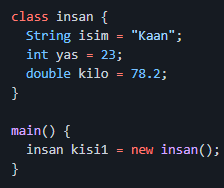 class insan {
  String isim = "Kaan";
  int yas = 23;
  double kilo = 78.2;
}

main() {
  insan kisi1 = new insan();
}